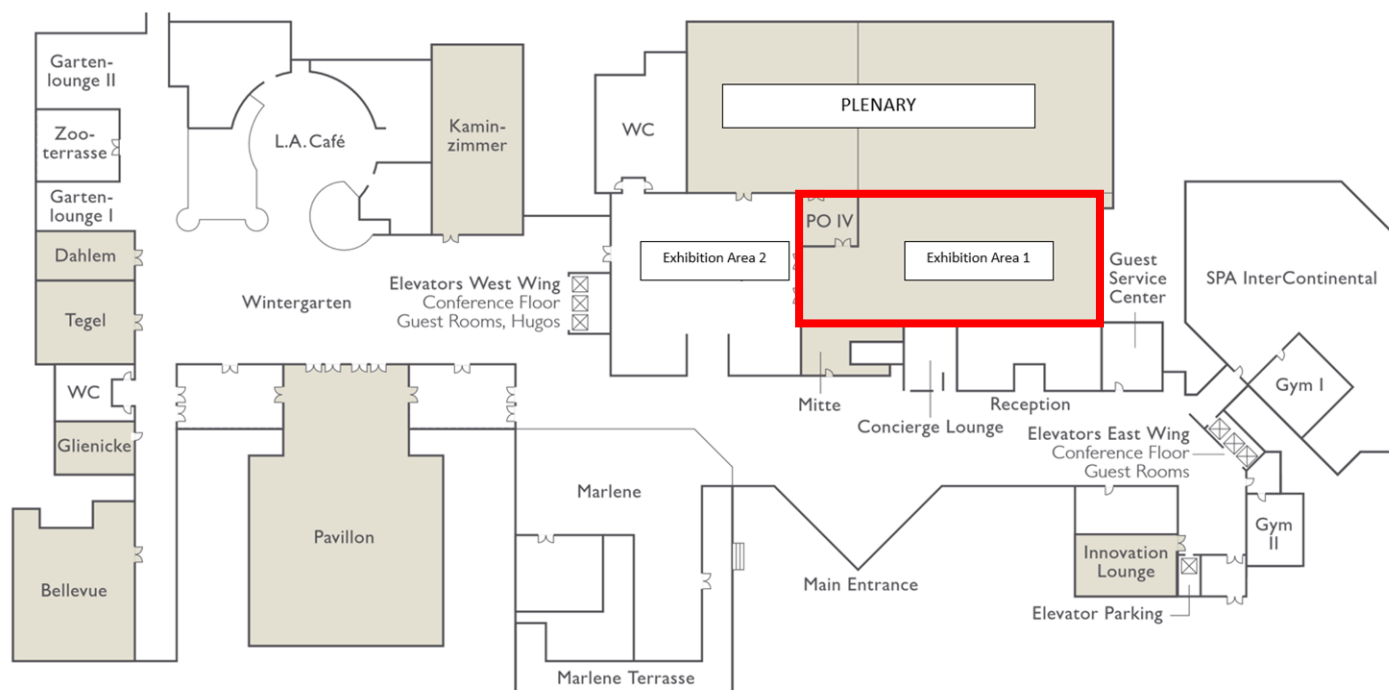 Garten-
lounge II
Zoo-
terrasse
Garten-
lounge I
Dahlem
Tegel
WC
Glienicke
Bellevue
L.A. Café
Kamin-
zimmer
Wintergarten
Elevators West Wing
Conference Floor
Guest Rooms, Hugos
Pavillon
WC
PLENARY
PO IV
Exhibition Area 2
Exhibition Area 1
Guest
Service
Center
SPA InterContinental
Gym I
Mitte
Concierge Lounge
Reception
Elevators East Wing
Conference Floor
Guest Rooms
Marlene
Marlene Terrasse
Main Entrance
Innovation
Lounge
Gym
II
Elevator Parking